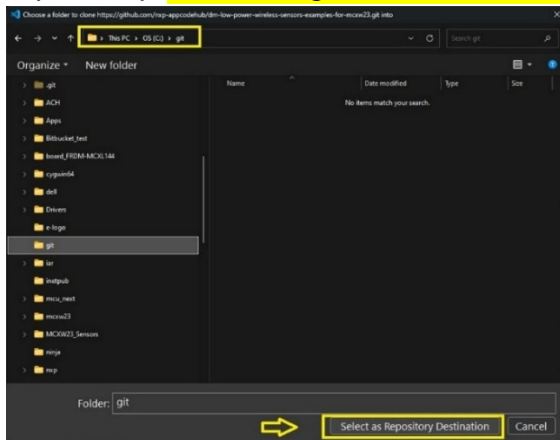 Choose a folder to clone https://github.com/nxp-appcodehub/dm-low-power-wireless-sensors-examples-for-mcxw23.git into
This PC > OS (C:) > git
Search git
Organize New folder
Name Date modified Type Size
No items match your search.
.git
ACH
Apps
Bitbucket_test
board_FRDM-MCXL144
cygwin64
dell
Drivers
e-logo
git
iar
inetpub
mcu_next
mcxw23
MCXW23_Sensors
ninja
nxp
Folder: git
Select as Repository Destination Cancel